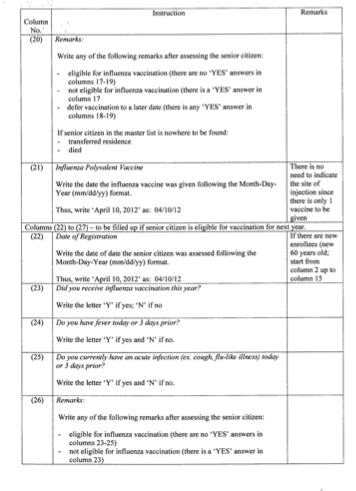 Column
No.
Instruction
Remarks
(20)
Remarks:
Write any of the following remarks after assessing the senior citizen:
- eligible for influenza vaccination (there are no "YES" answers in
columns 17-19)
- not eligible for influenza vaccination (there is a "YES" answer in
column 17
- defer vaccination to a later date (there is any "YES" answer in
columns 18-19)
If senior citizen in the master list is nowhere to be found:
- transferred residence
- died
(21)
Influenza Polyvalent Vaccine
Write the date the influenza vaccine was given following the Month-Day-
Year (mm/dd/yy) format.
Thus, write "April 10, 2012" as: 04/10/12
There is no
need to indicate
the site of
injection since
there is only 1
vaccine to be
given
Columns (22) to (27) – to be filled up if senior citizen is eligible for vaccination for next year.
(22)
Date of Registration
Write the date of date the senior citizen was assessed following the
Month-Day-Year (mm/dd/yy) format.
Thus, write "April 10, 2012" as: 04/10/12
If there are new
enrollees (new
60 years old;
start from
column 2 up to
column 15
(23)
Did you receive influenza vaccination this year?
Write the letter "Y" if yes; "N" if no
(24)
Do you have fever today or 3 days prior?
Write the letter "Y" if yes and "N" if no.
(25)
Do you currently have an acute infection (ex. cough, flu-like illness) today
or 3 days prior?
Write the letter "Y" if yes and "N" if no.
(26)
Remarks:
Write any of the following remarks after assessing the senior citizen:
- eligible for influenza vaccination (there are no "YES" answers in
columns 23-25)
- not eligible for influenza vaccination (there is a "YES" answer in
column 23)